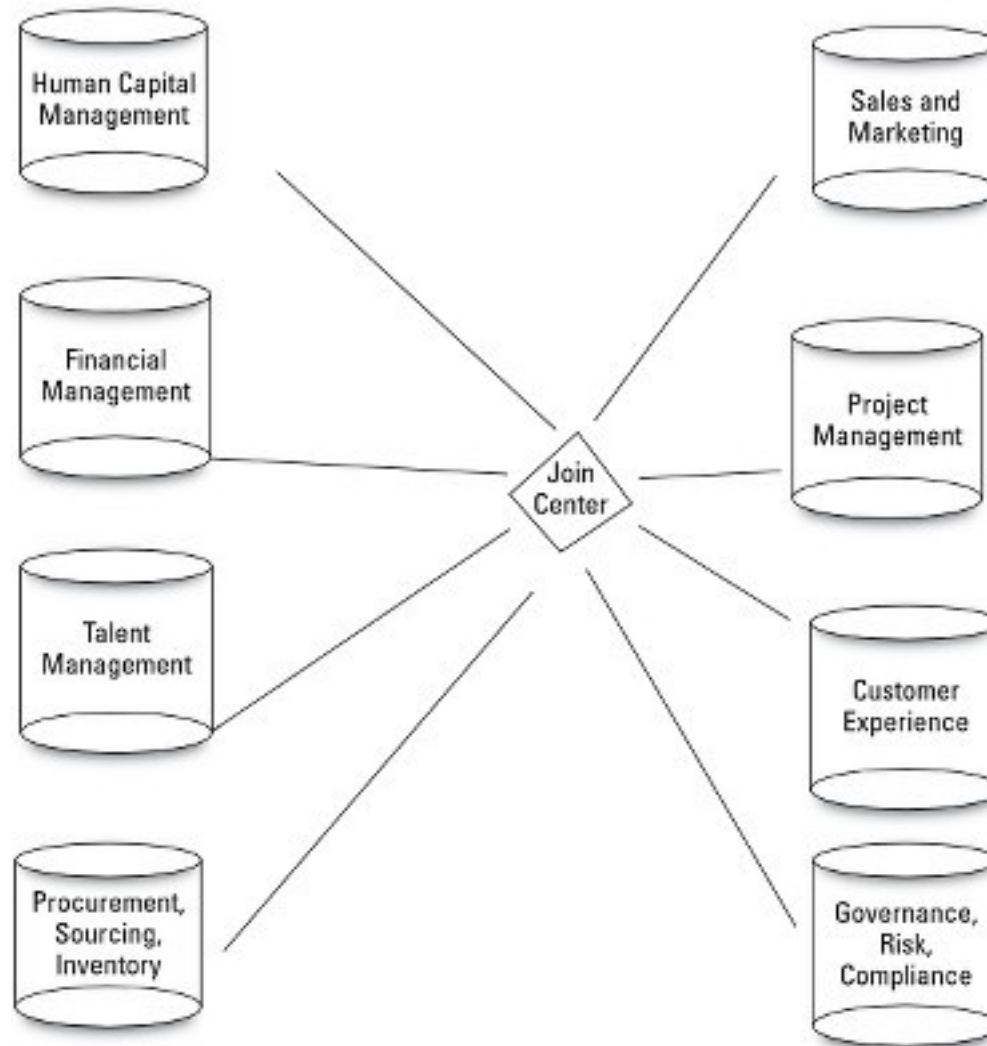 Human Capital
Management
Sales and
Marketing
Financial
Management
Project
Management
Join
Center
Talent
Management
Customer
Experience
Procurement,
Sourcing,
Inventory
Governance,
Risk,
Compliance